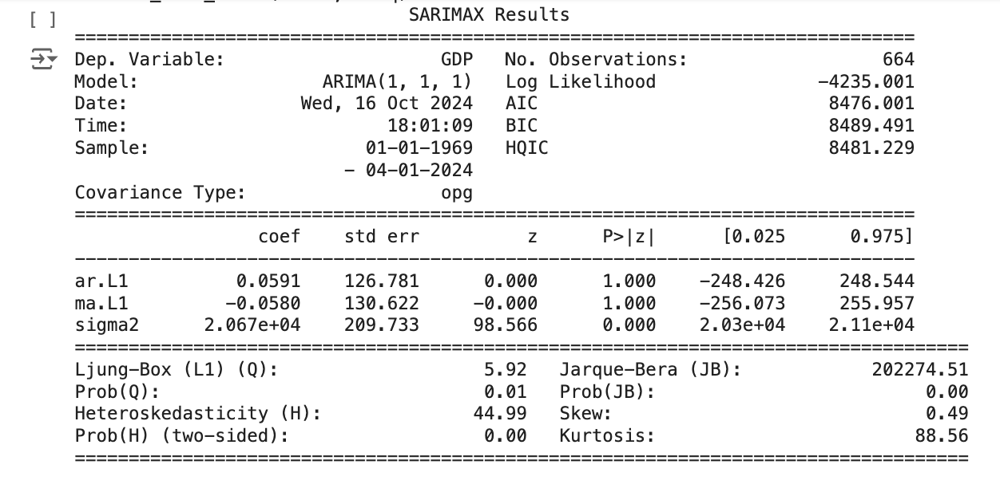 SARIMAX Results
[ ]
==============================================================================
Dep. Variable:                    GDP   No. Observations:                  664
Model:                 ARIMA(1, 1, 1)   Log Likelihood               -4235.001
Date:                Wed, 16 Oct 2024   AIC                           8476.001
Time:                        18:01:09   BIC                           8489.491
Sample:                    01-01-1969   HQIC                          8481.229
                         - 04-01-2024
Covariance Type:                  opg
==============================================================================
                 coef    std err          z      P>|z|      [0.025      0.975]
------------------------------------------------------------------------------
ar.L1          0.0591    126.781      0.000      1.000    -248.426     248.544
ma.L1         -0.0580    130.622     -0.000      1.000    -256.073     255.957
sigma2      2.067e+04    209.733     98.566      0.000    2.03e+04    2.11e+04
===================================================================================
Ljung-Box (L1) (Q):                   5.92   Jarque-Bera (JB):            202274.51
Prob(Q):                              0.01   Prob(JB):                         0.00
Heteroskedasticity (H):              44.99   Skew:                             0.49
Prob(H) (two-sided):                  0.00   Kurtosis:                        88.56
===================================================================================